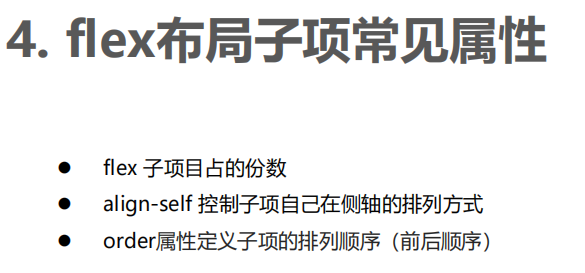 4. flex布局子项常见属性
● flex 子项目占的份数
● align-self 控制子项自己在侧轴的排列方式
● order属性定义子项的排列顺序（前后顺序）